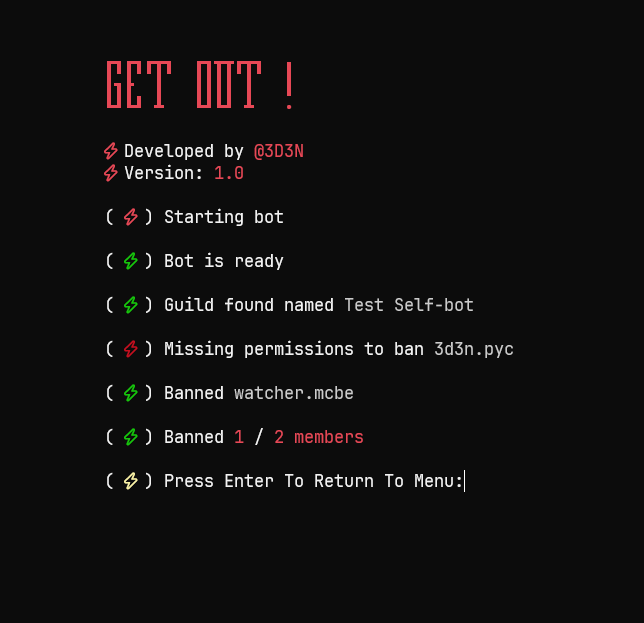 GET OUT !
Developed by @3D3N
Version: 1.0
( ) Starting bot
( ) Bot is ready
( ) Guild found named Test Self-bot
( ) Missing permissions to ban 3d3n.pyc
( ) Banned watcher.mcbe
( ) Banned 1 / 2 members
( ) Press Enter To Return To Menu: